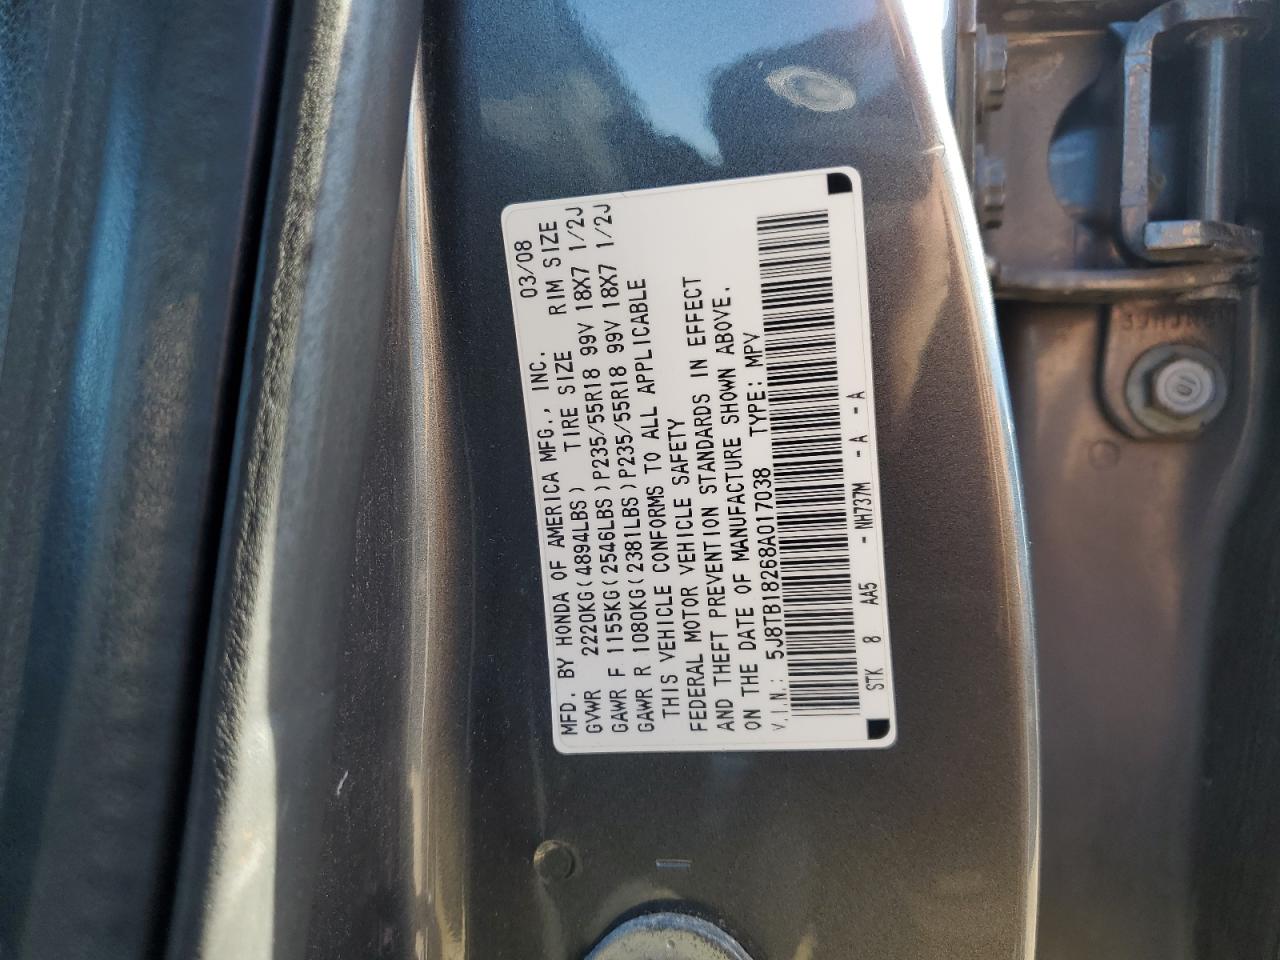 MFD. BY HONDA OF AMERICA MFG., INC. 03/08
GVWR 2220KG(4894LBS) TIRE SIZE RIM SIZE
GAWR F 1155KG(2546LBS)P235/55R18 99V 18X7 1/2J
GAWR R 1080KG(2381LBS)P235/55R18 99V 18X7 1/2J
THIS VEHICLE CONFORMS TO ALL APPLICABLE
FEDERAL MOTOR VEHICLE SAFETY
AND THEFT PREVENTION STANDARDS IN EFFECT
ON THE DATE OF MANUFACTURE SHOWN ABOVE.
V.I.N.: 5J8TB18268A017038 TYPE: MPV
STK 8 AA5 - NH737M - A - A